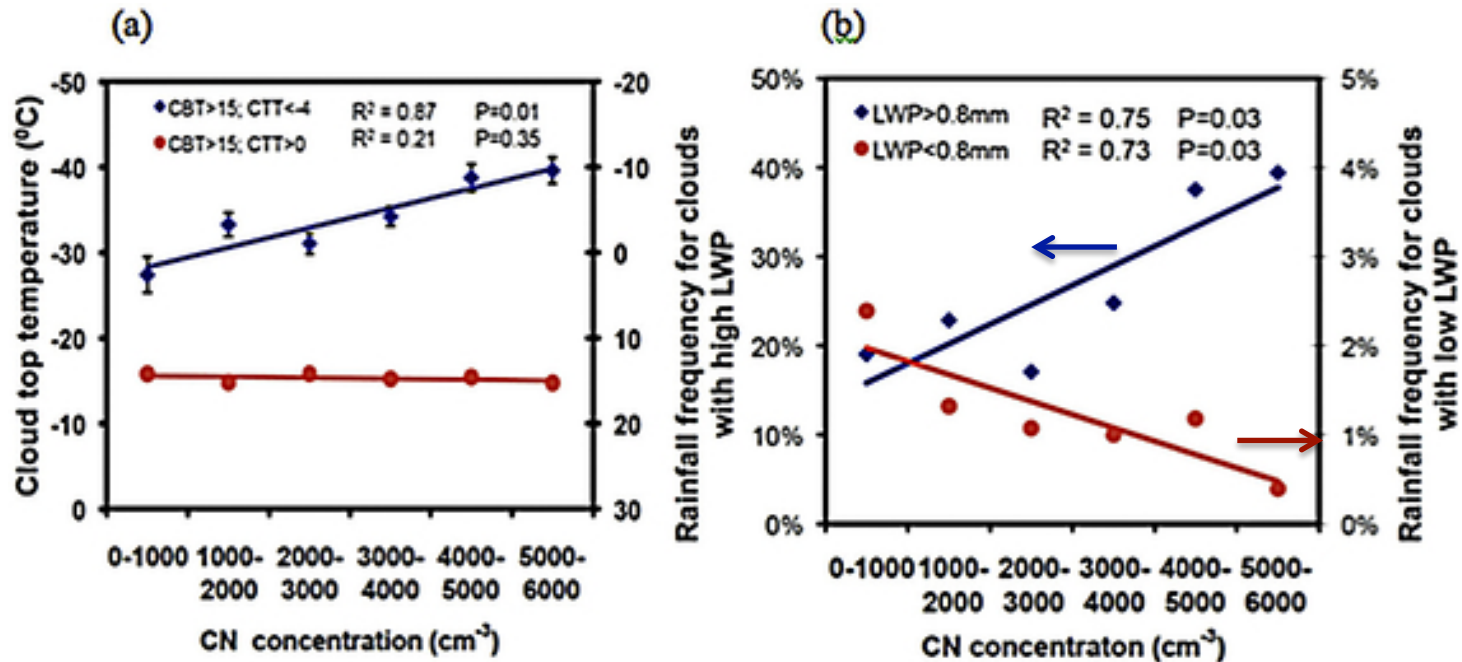 (a)
-50
-40
-30
-20
-10
0
Cloud top temperature (⁰C)
CBT>15; CTT<-4 R² = 0.87 P=0.01
CBT>15; CTT>0 R² = 0.21 P=0.35
-20
-10
0
10
20
30
0-1000 1000- 2000- 3000- 4000- 5000-
2000 3000 4000 5000 6000
CN concentration (cm⁻³)
Rainfall frequency for clouds
with high LWP
(b)
50%
40%
30%
20%
10%
0%
LWP>0.8mm R² = 0.75 P=0.03
LWP<0.8mm R² = 0.73 P=0.03
5%
4%
3%
2%
1%
0%
0-1000 1000- 2000- 3000- 4000- 5000-
2000 3000 4000 5000 6000
CN concentraton (cm⁻³)
Rainfall frequency for clouds
with low LWP